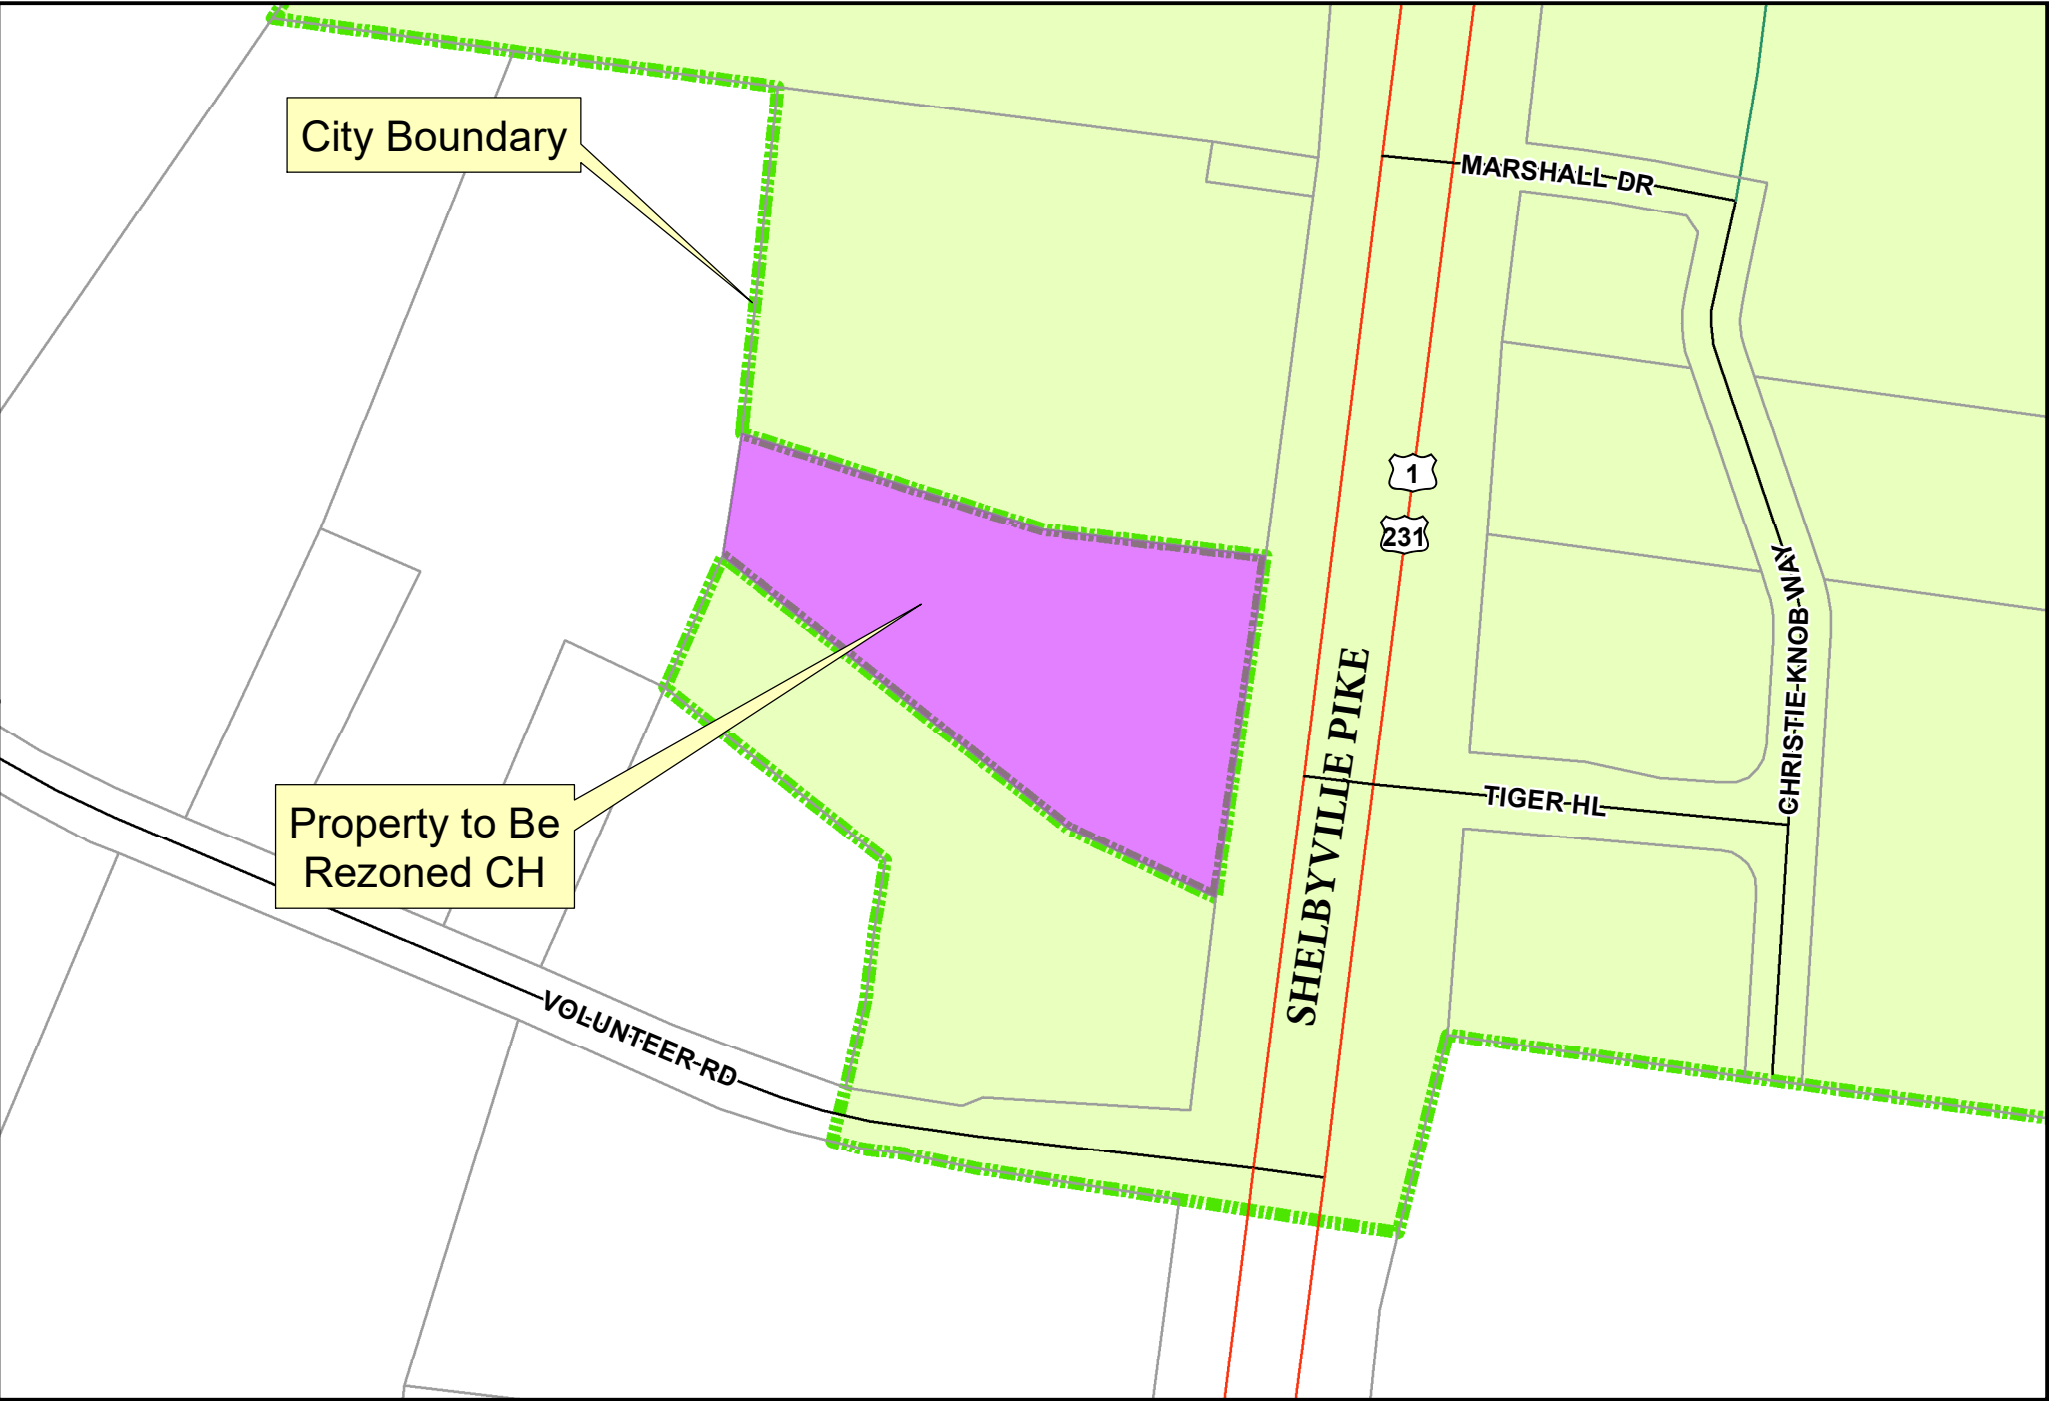 City Boundary
MARSHALL DR
1
231
SHELBYVILLE PIKE
CHRISTIE KNOB WAY
TIGER HL
Property to Be
Rezoned CH
VOLUNTEER RD